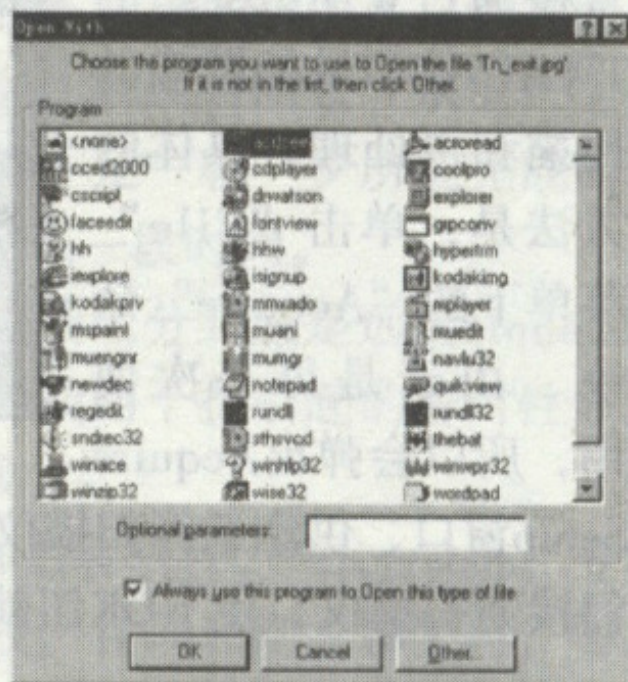 Open With
Choose the program you want to use to Open the file 'Tn_exit.jpg'
If it is not in the list, then click Other.
Program
<none> acdsee acroread
cced2000 cdplayer coolpro
cscript drwatson explorer
faceedit fontview grpconv
hh hhw hypertrm
iexplore isignup kodakimg
kodakprv mmxado mplayer
mspaint muani muedit
muengnr mumgr navlu32
newdec notepad quikview
regedit rundll rundll32
sndrec32 sthsvcd thebat
winace winhlp32 winwps32
winzip32 wise32 wordpad
Optional parameters:
Always use this program to Open this type of file
OK Cancel Other...